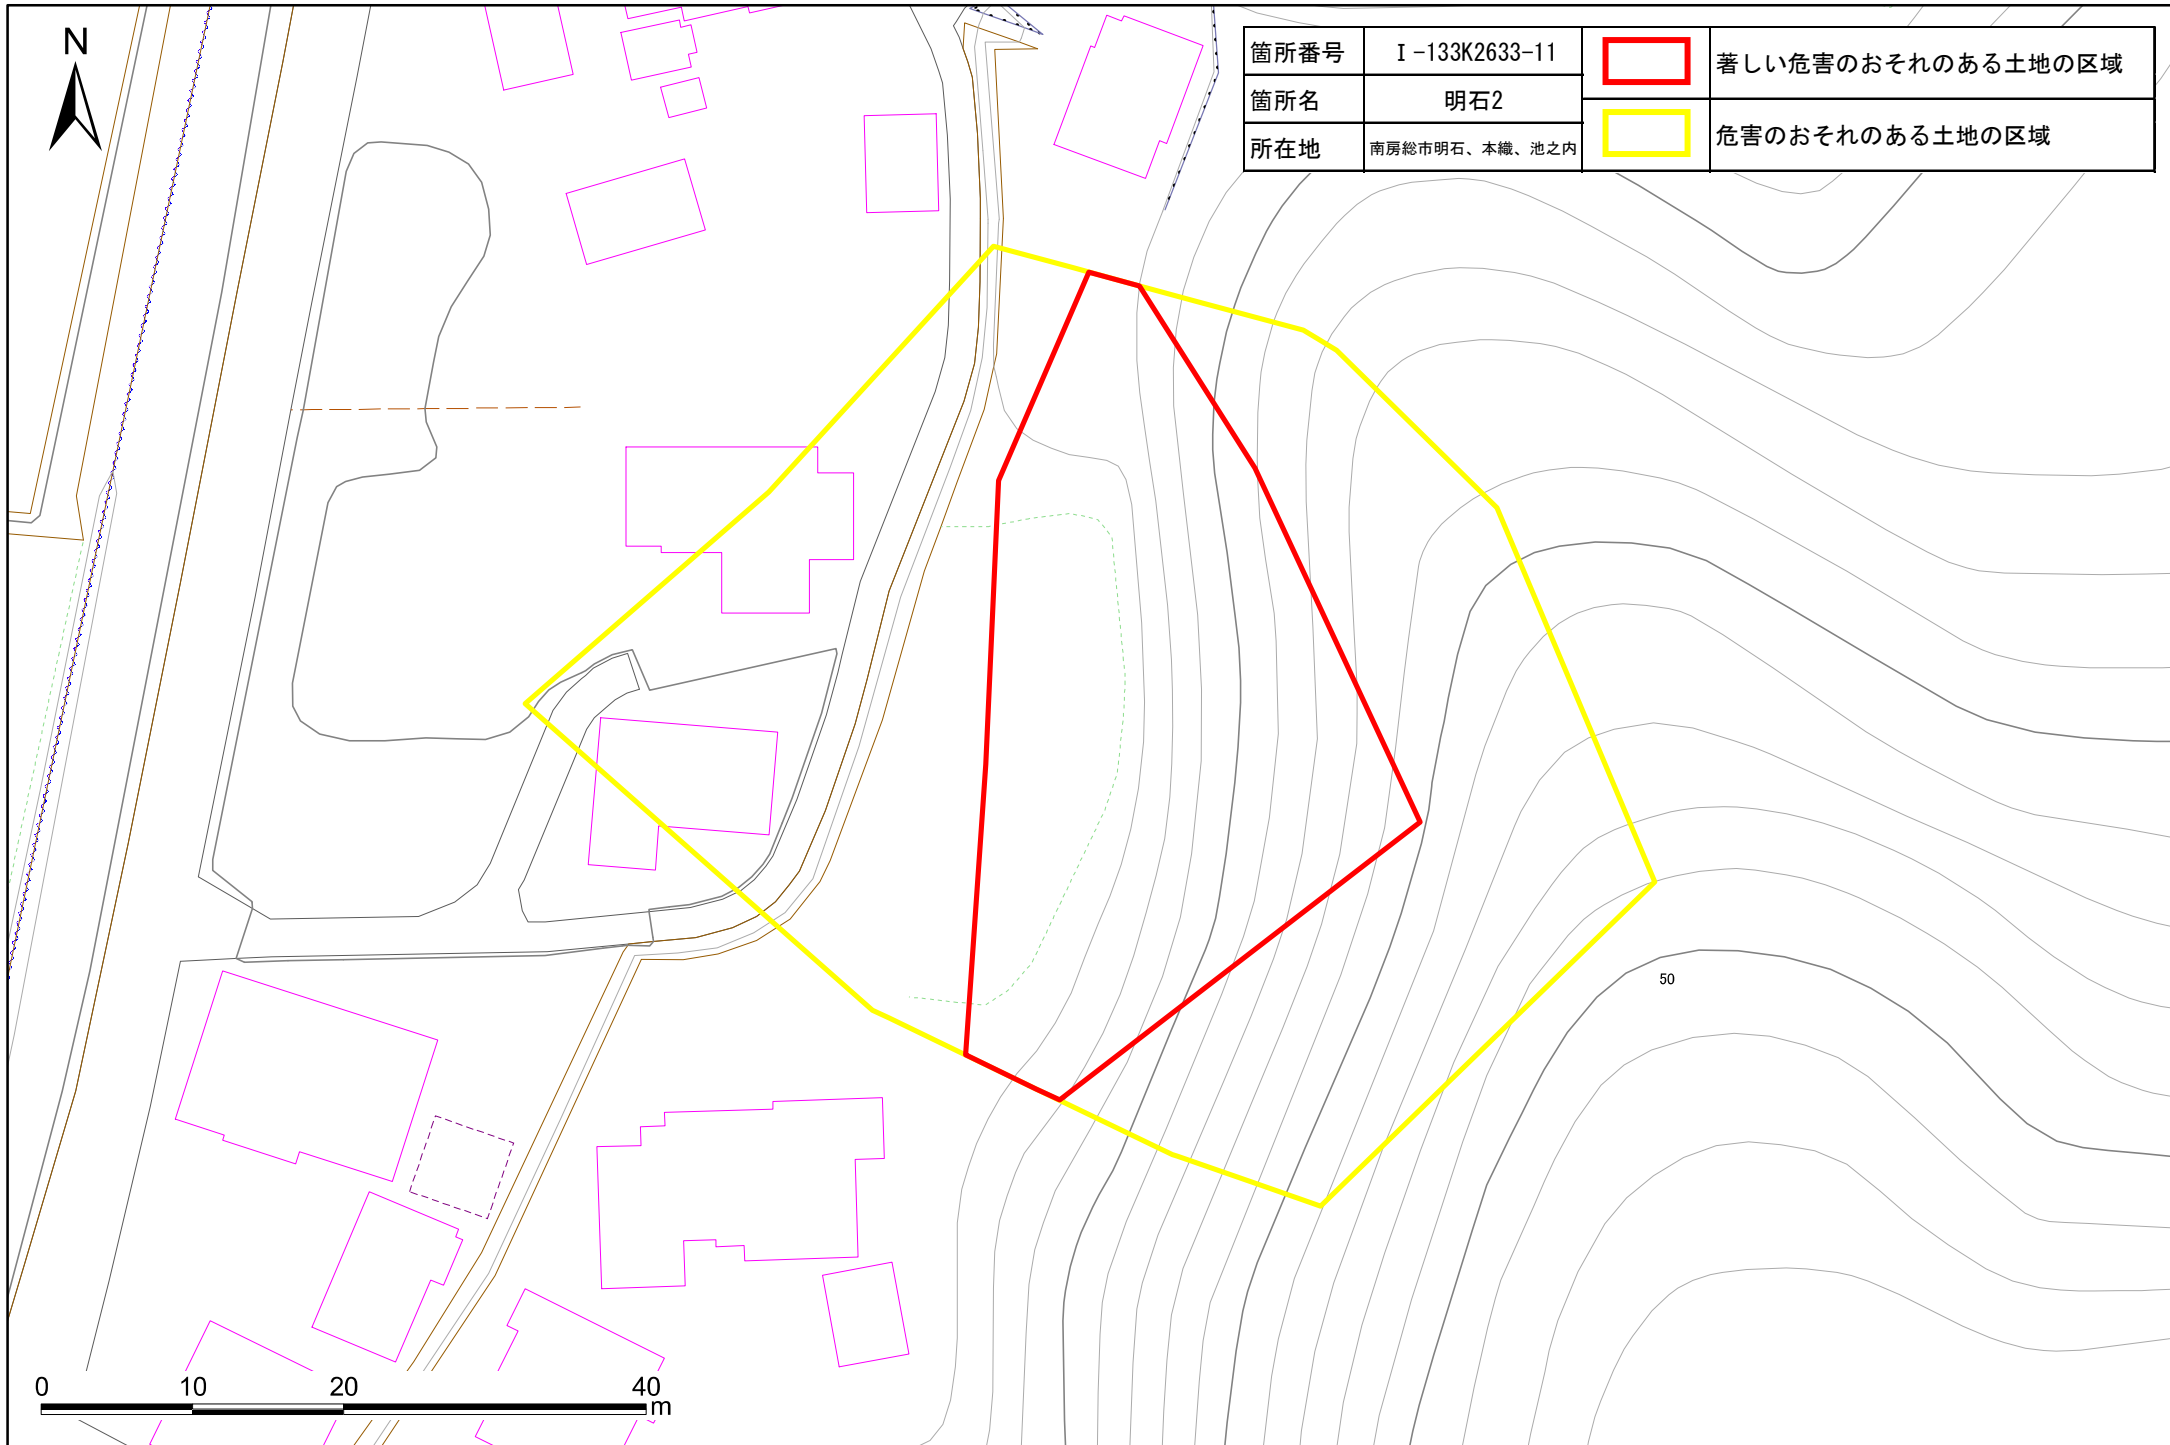 N
箇所番号 Ⅰ-133K2633-11
箇所名 明石2
所在地 南房総市明石、本織、池之内
著しい危害のおそれのある土地の区域
危害のおそれのある土地の区域
50
0 10 20 40
m